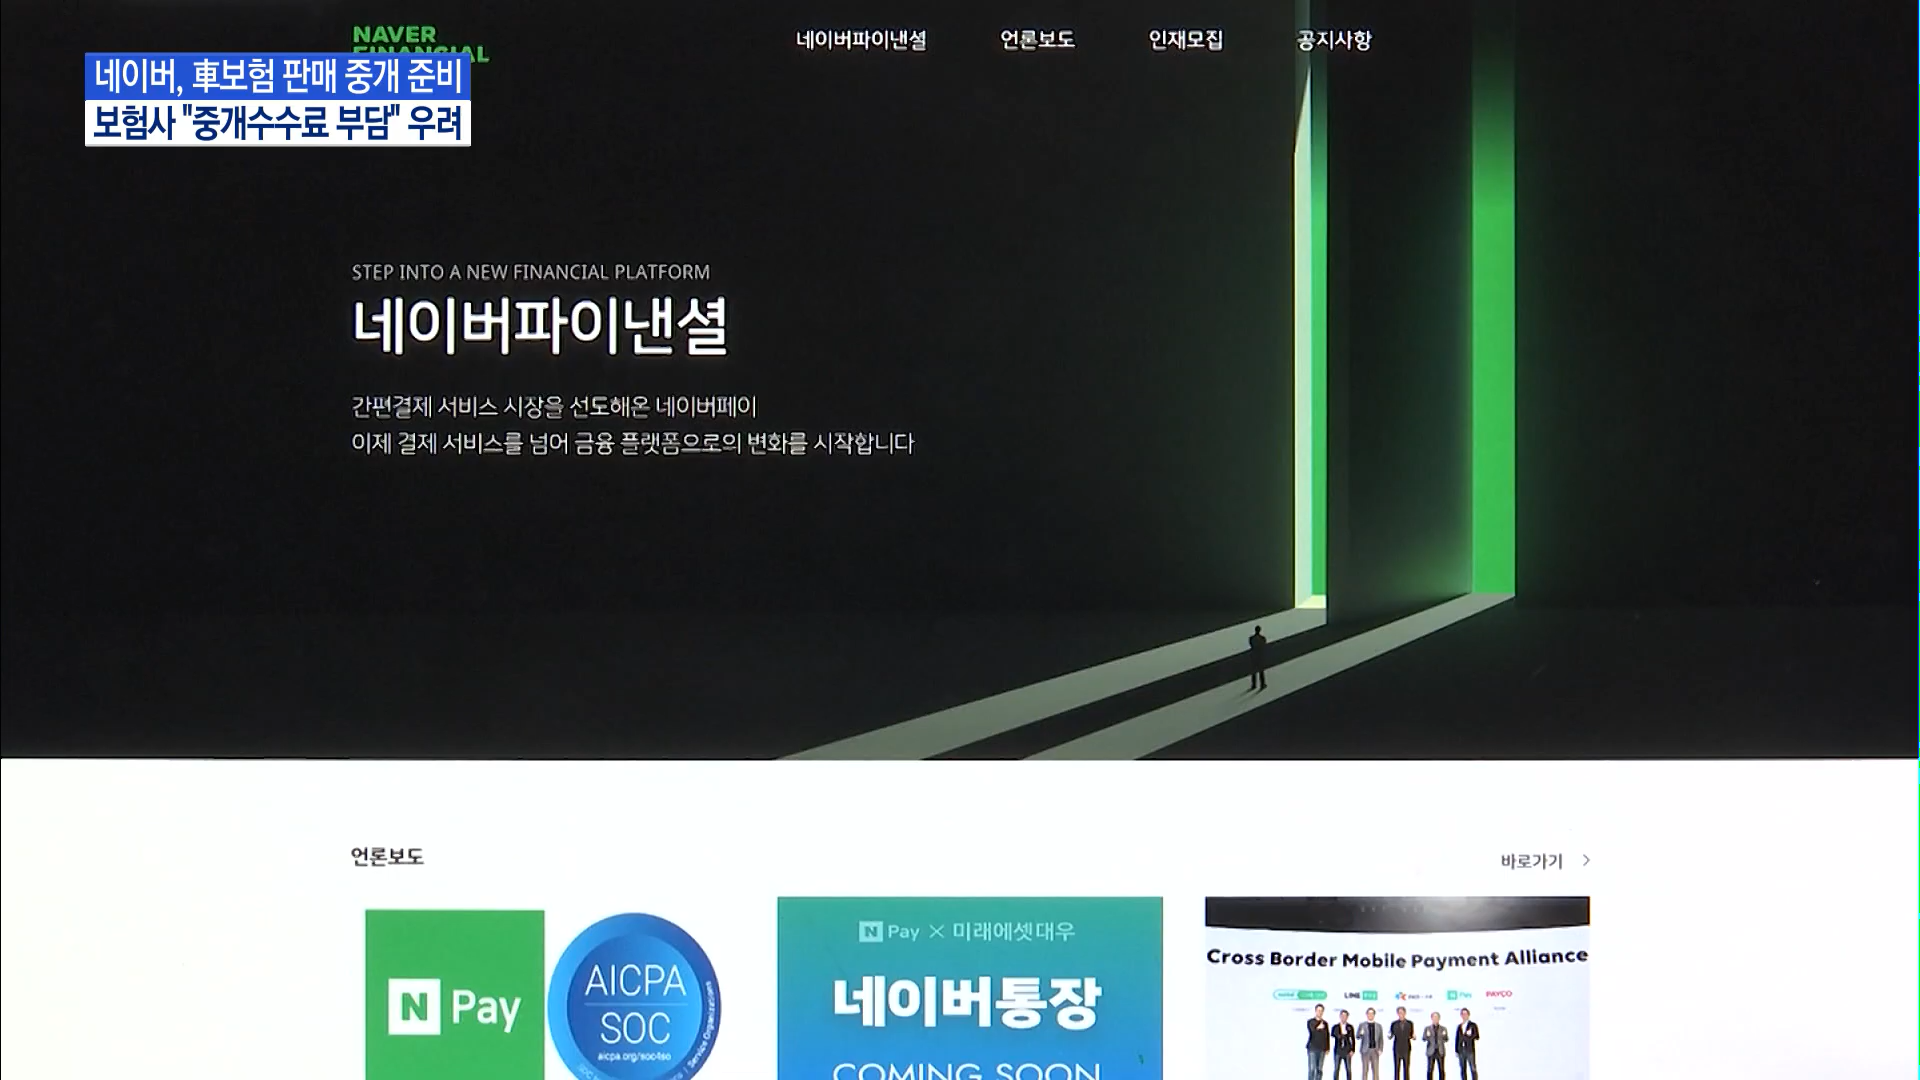 NAVER
FINANCIAL
네이버파이낸셜
언론보도
인재모집
공지사항
네이버, 車보험 판매 중개 준비
보험사 "중개수수료 부담" 우려
STEP INTO A NEW FINANCIAL PLATFORM
네이버파이낸셜
간편결제 서비스 시장을 선도해온 네이버페이
이제 결제 서비스를 넘어 금융 플랫폼으로의 변화를 시작합니다
언론보도
바로가기
N Pay
AICPA
SOC
aicpa.org/soc4so
Service Organizations
N Pay × 미래에셋대우
네이버통장
COMING SOON
Cross Border Mobile Payment Alliance
LINE
N Pay
PAYCO